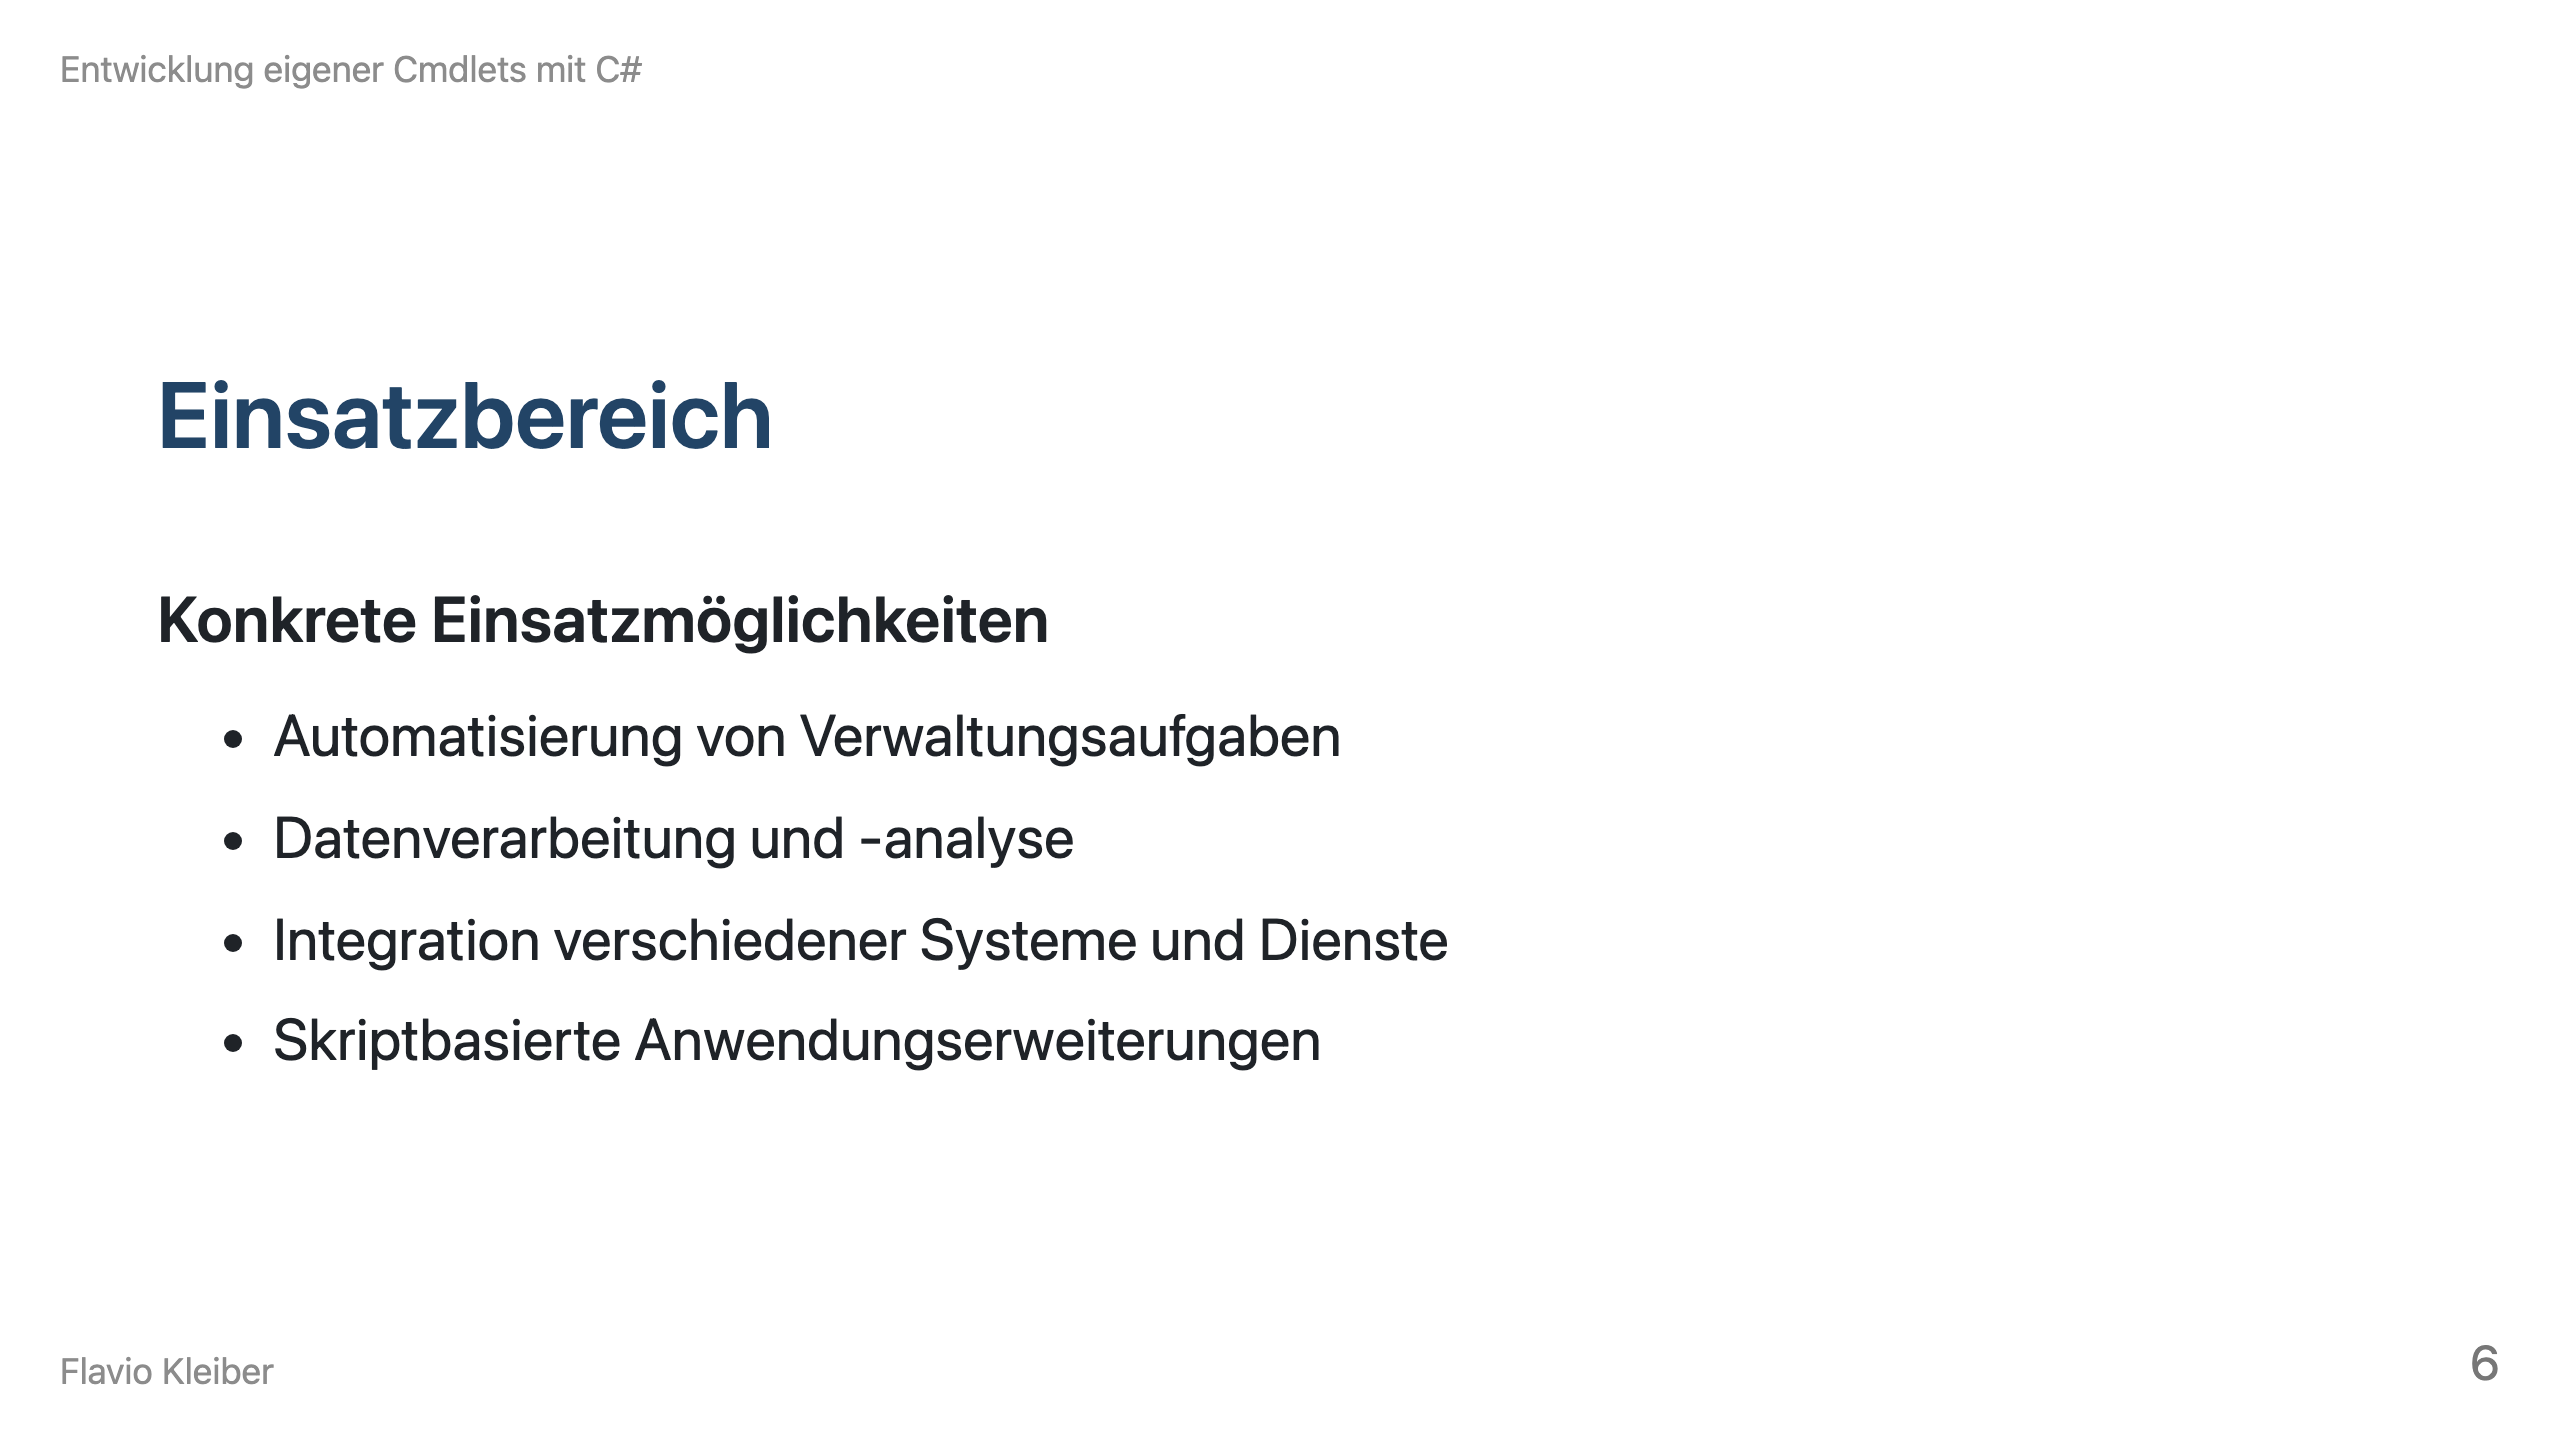 Entwicklung eigener Cmdlets mit C#
Einsatzbereich
Konkrete Einsatzmöglichkeiten
• Automatisierung von Verwaltungsaufgaben
• Datenverarbeitung und -analyse
• Integration verschiedener Systeme und Dienste
• Skriptbasierte Anwendungserweiterungen
Flavio Kleiber
6